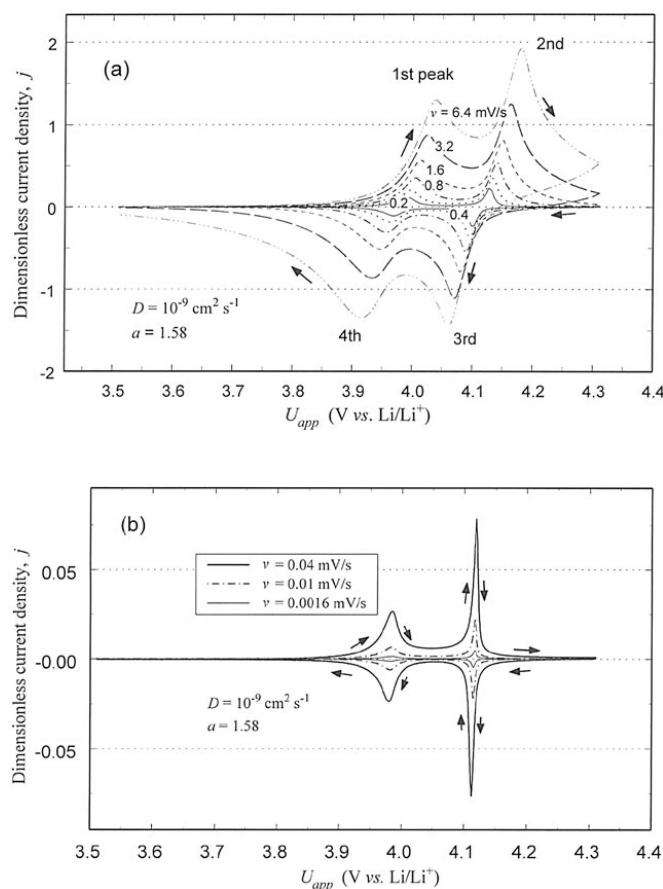 2
(a)
2nd
1st peak
v = 6.4 mV/s
1
3.2
1.6
0.8
0.2
0
0.4
-1
D = 10⁻⁹ cm² s⁻¹
a = 1.58
4th
3rd
-2
3.5 3.6 3.7 3.8 3.9 4.0 4.1 4.2 4.3 4.4
U_app (V vs. Li/Li⁺)
Dimensionless current density, j
(b)
v = 0.04 mV/s
v = 0.01 mV/s
v = 0.0016 mV/s
0.05
-0.00
D = 10⁻⁹ cm² s⁻¹
a = 1.58
-0.05
3.5 3.6 3.7 3.8 3.9 4.0 4.1 4.2 4.3 4.4
U_app (V vs. Li/Li⁺)
Dimensionless current density, j